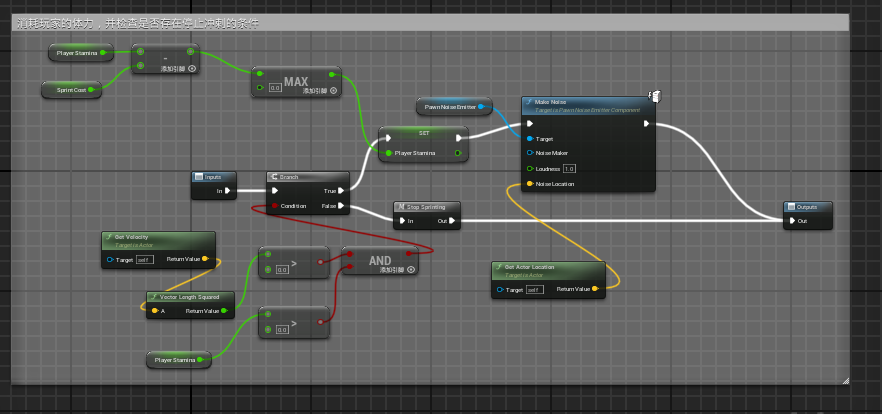 消耗玩家的体力，并检查是否存在停止冲刺的条件
Player Stamina
Sprint Cost
-
添加引脚
0.0
MAX
添加引脚
Pawn Noise Emitter
SET
Player Stamina
Make Noise
Target is Pawn Noise Emitter Component
Target
Noise Maker
Loudness 1.0
Noise Location
Inputs
In
Branch
True
Condition
False
Stop Sprinting
In
Out
Outputs
Out
Get Velocity
Target is Actor
Target self
Return Value
Vector Length Squared
A
Return Value
0.0
>
AND
添加引脚
0.0
>
Player Stamina
Get Actor Location
Target is Actor
Target self
Return Value